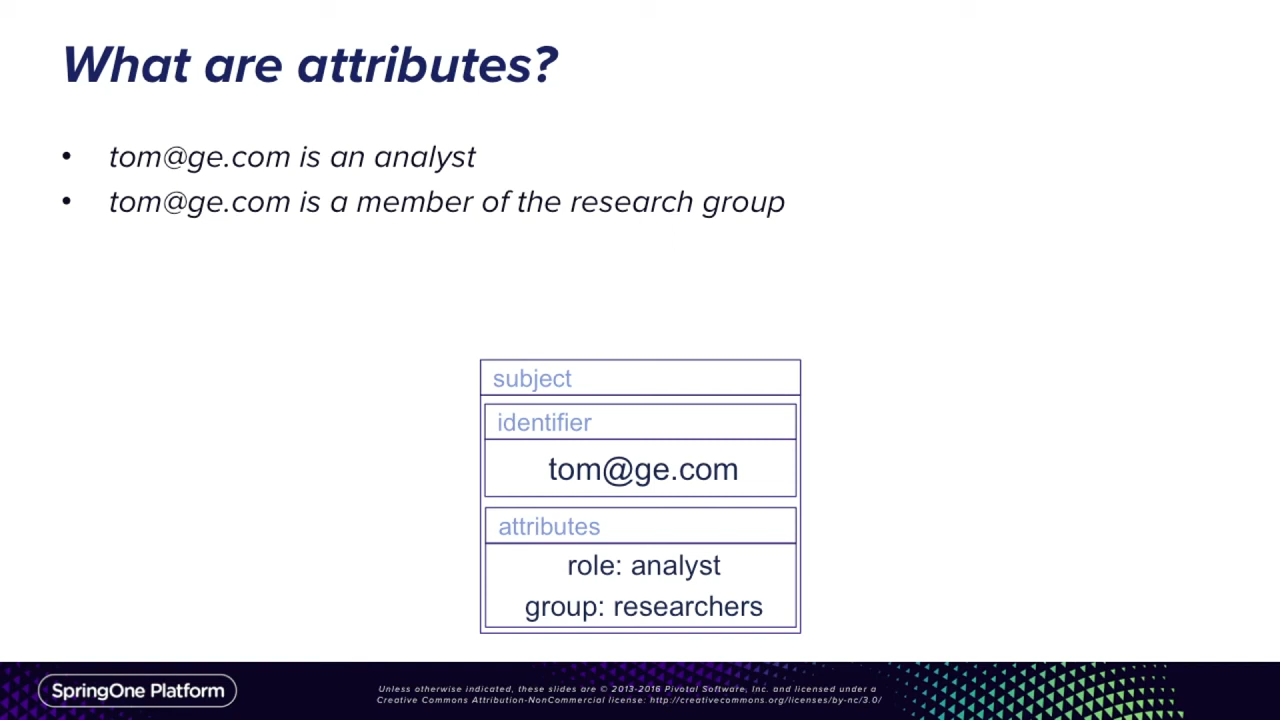 What are attributes?
• tom@ge.com is an analyst
• tom@ge.com is a member of the research group
subject
identifier
tom@ge.com
attributes
role: analyst
group: researchers
SpringOne Platform
Unless otherwise indicated, these slides are © 2013-2016 Pivotal Software, Inc. and licensed under a
Creative Commons Attribution-NonCommercial license: http://creativecommons.org/licenses/by-nc/3.0/